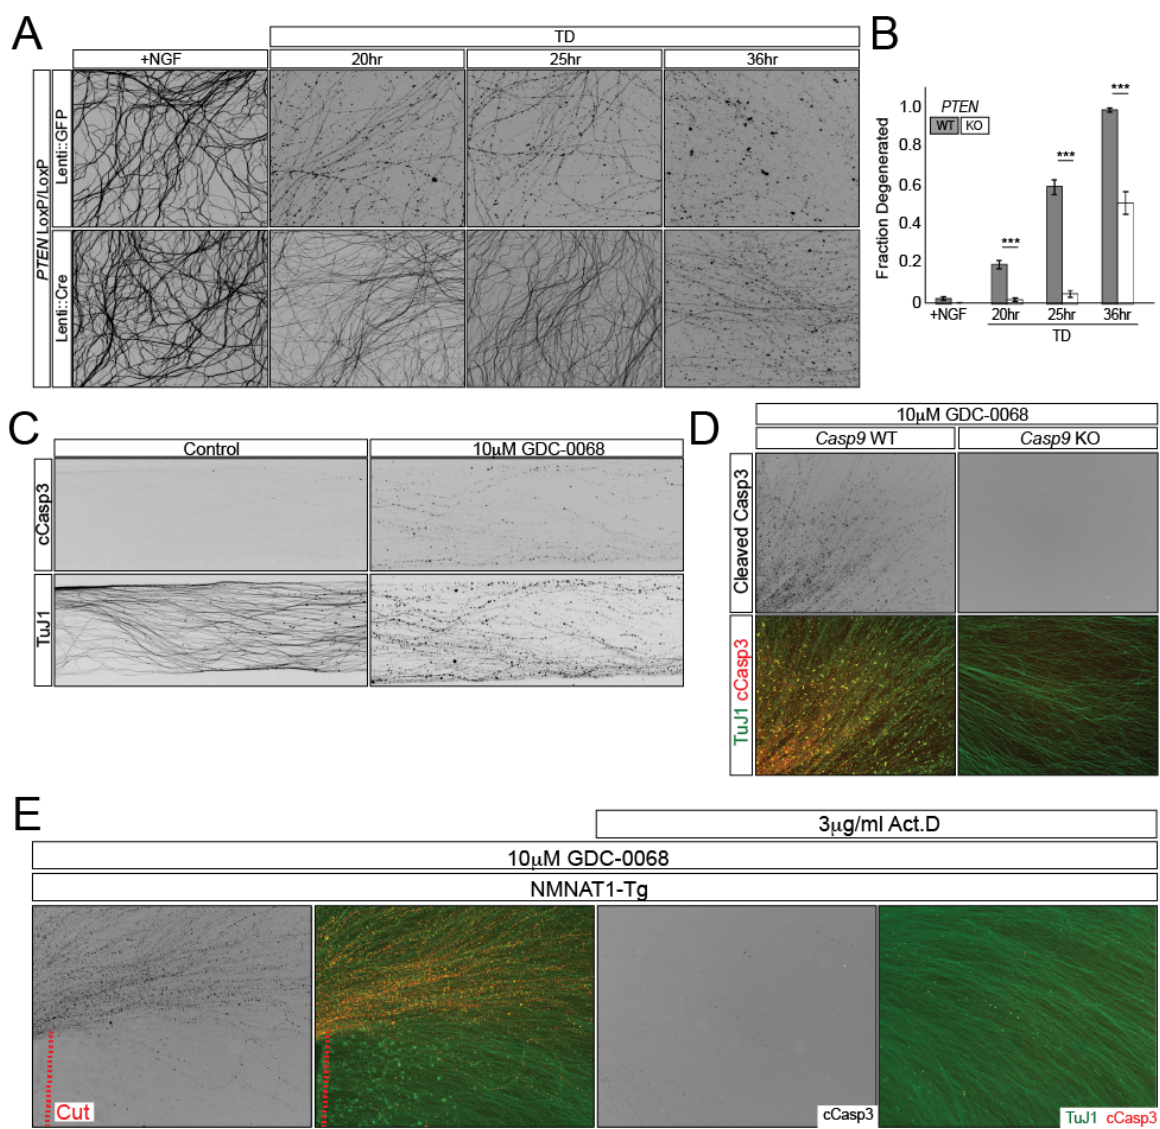 A
TD
+NGF
20hr
25hr
36hr
PTEN LoxP/LoxP
Lenti::GFP
Lenti::Cre
B
Fraction Degenerated
1.0
0.8
0.6
0.4
0.2
0
PTEN
WT
KO
***
***
***
+NGF
20hr
25hr
36hr
TD
C
Control
10μM GDC-0068
cCasp3
TuJ1
D
10μM GDC-0068
Casp9 WT
Casp9 KO
Cleaved Casp3
TuJ1 cCasp3
E
3μg/ml Act.D
10μM GDC-0068
NMNAT1-Tg
Cut
cCasp3
TuJ1 cCasp3